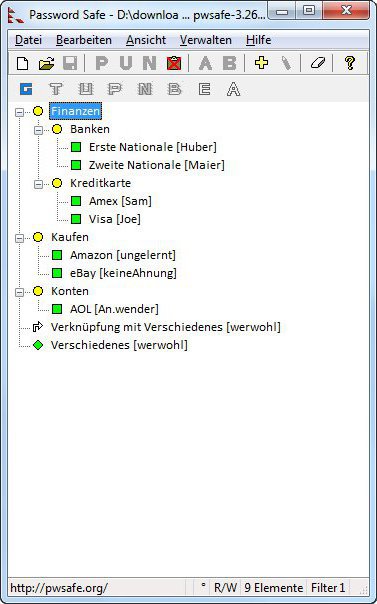 Password Safe - D:\downloa ... pwsafe-3.26...
Datei Bearbeiten Ansicht Verwalten Hilfe
P U N A B ?
G T U P N B E A
Finanzen
Banken
Erste Nationale [Huber]
Zweite Nationale [Maier]
Kreditkarte
Amex [Sam]
Visa [Joe]
Kaufen
Amazon [ungelernt]
eBay [keineAhnung]
Konten
AOL [An.wender]
Verknüpfung mit Verschiedenes [werwohl]
Verschiedenes [werwohl]
http://pwsafe.org/ ° R/W 9 Elemente Filter 1